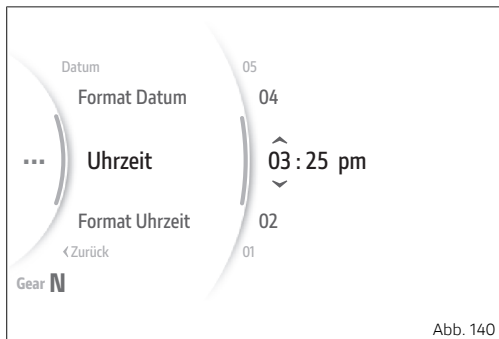 Datum 05
Format Datum 04
... Uhrzeit 03 : 25 pm
Format Uhrzeit 02
‹Zurück 01
Gear N
Abb. 140